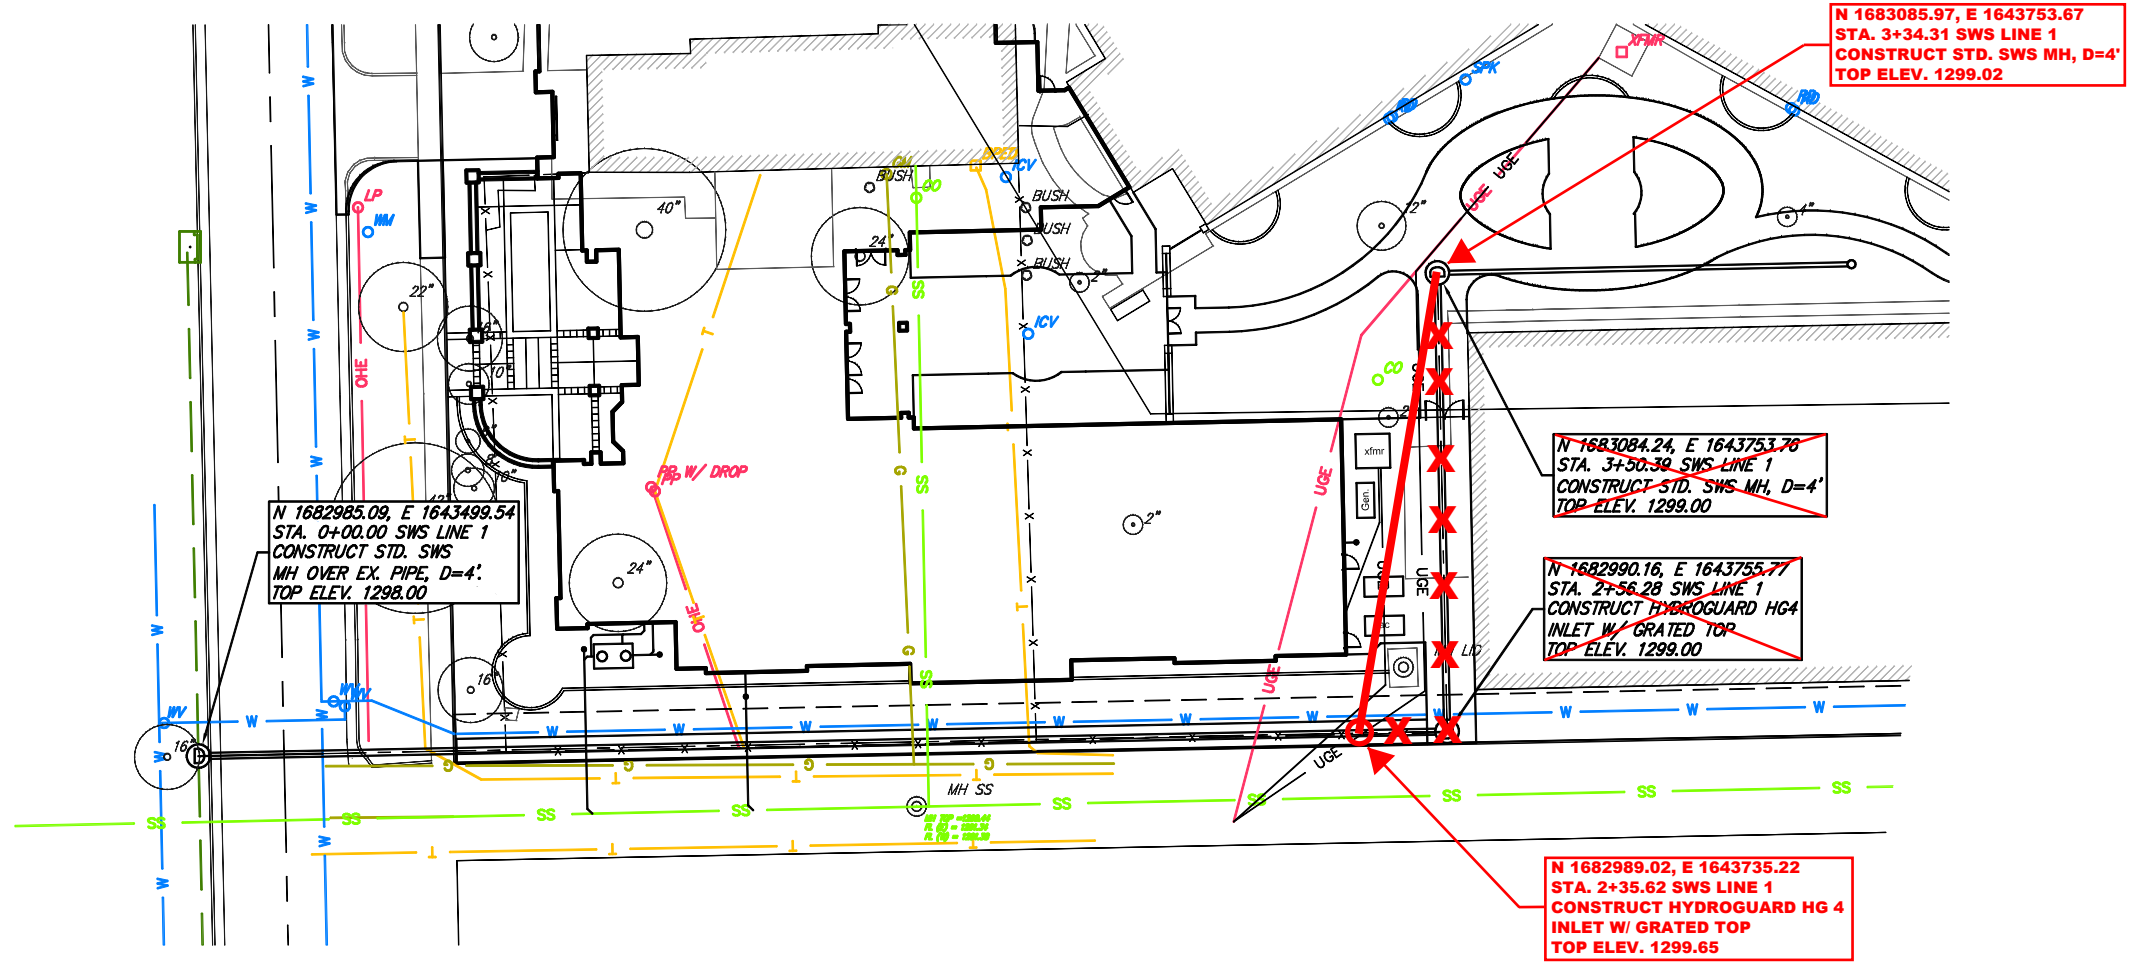 N 1683085.97, E 1643753.67
STA. 3+34.31 SWS LINE 1
CONSTRUCT STD. SWS MH, D=4'
TOP ELEV. 1299.02
XFMR
SPK
UGE
UGE
LP
WM
BUSH
CO
BPED
ICV
BUSH
BUSH
BUSH
40"
24"
12"
4"
2"
22"
10"
ICV
CO
OHE
W
W
W
W
T
T
G
SS
X
UGE
xfmr
Gen.
PP W/ DROP
24"
2"
N 1683084.24, E 1643753.76
STA. 3+50.39 SWS LINE 1
CONSTRUCT STD. SWS MH, D=4'
TOP ELEV. 1299.00
N 1682985.09, E 1643499.54
STA. 0+00.00 SWS LINE 1
CONSTRUCT STD. SWS
MH OVER EX. PIPE, D=4'.
TOP ELEV. 1298.00
N 1682990.16, E 1643755.77
STA. 2+56.28 SWS LINE 1
CONSTRUCT HYDROGUARD HG4
INLET W/ GRATED TOP
TOP ELEV. 1299.00
OHE
UGE
UGE
UGE
G
SS
SS
T
T
16"
WV
WV
WV
16"
W
W
W
W
W
W
W
W
W
W
W
W
G
G
G
G
T
T
T
UGE
MH SS
SS
SS
SS
SS
SS
SS
SS
SS
SS
T
T
T
T
N 1682989.02, E 1643735.22
STA. 2+35.62 SWS LINE 1
CONSTRUCT HYDROGUARD HG 4
INLET W/ GRATED TOP
TOP ELEV. 1299.65